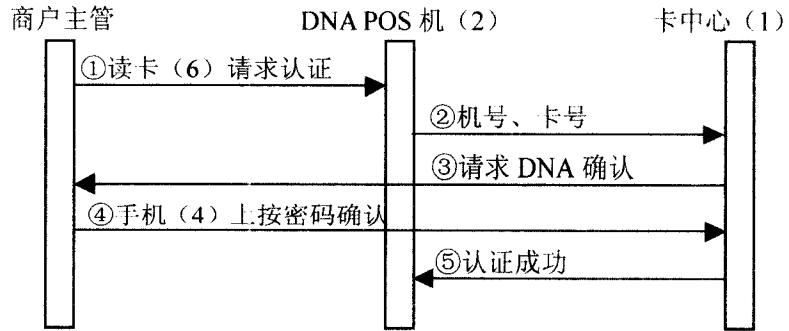 商户主管 DNA POS 机（2） 卡中心（1）
①读卡（6）请求认证
②机号、卡号
③请求 DNA 确认
④手机（4）上按密码确认
⑤认证成功